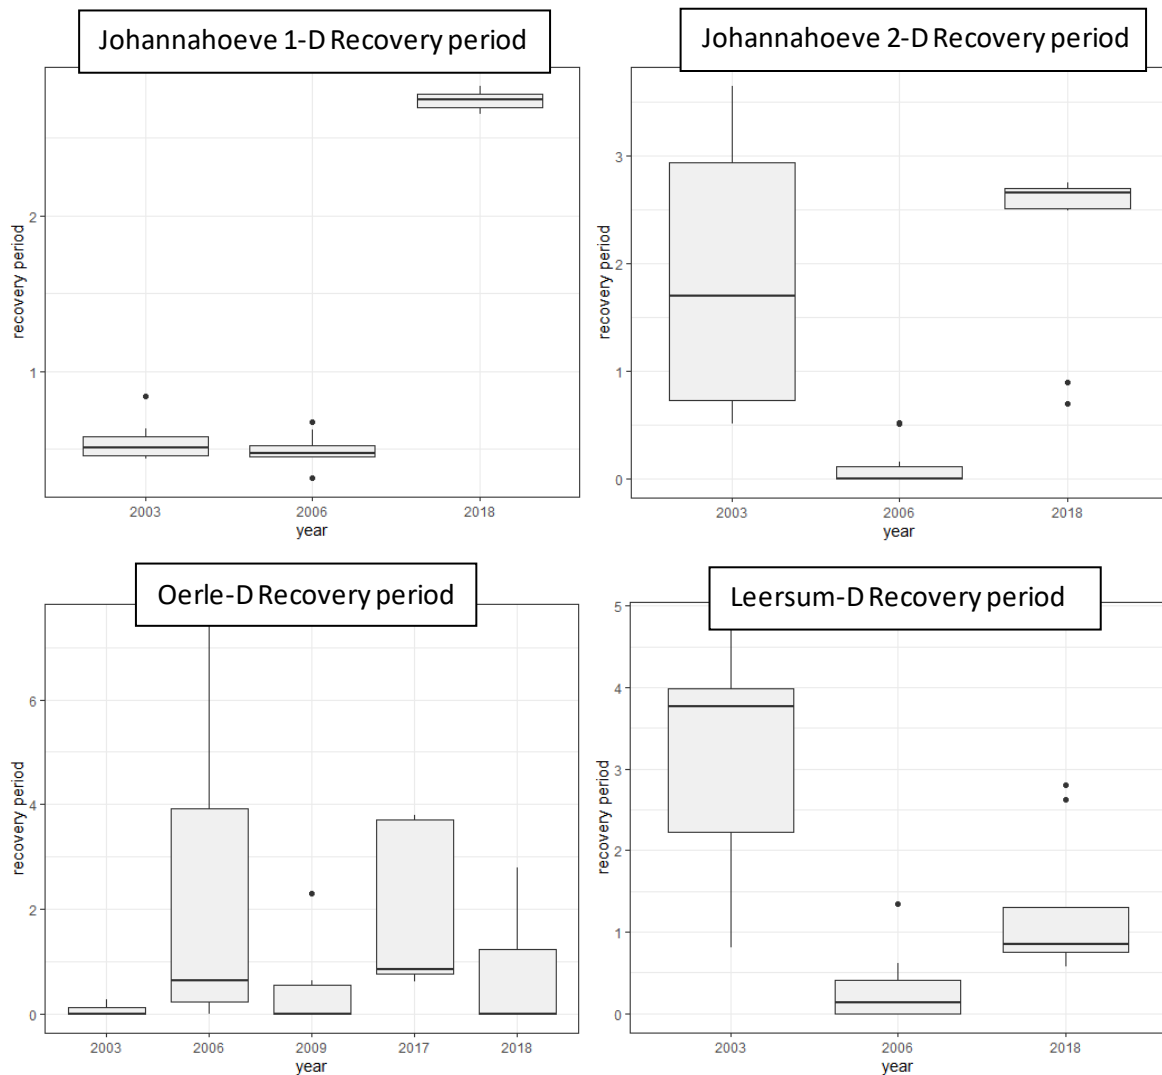 Johannahoeve 1-D Recovery period
recovery period
2
1
2003
2006
2018
year
Johannahoeve 2-D Recovery period
recovery period
3
2
1
0
2003
2006
2018
year
Oerle-D Recovery period
recovery period
6
4
2
0
2003
2006
2009
2017
2018
year
Leersum-D Recovery period
recovery period
5
4
3
2
1
0
2003
2006
2018
year